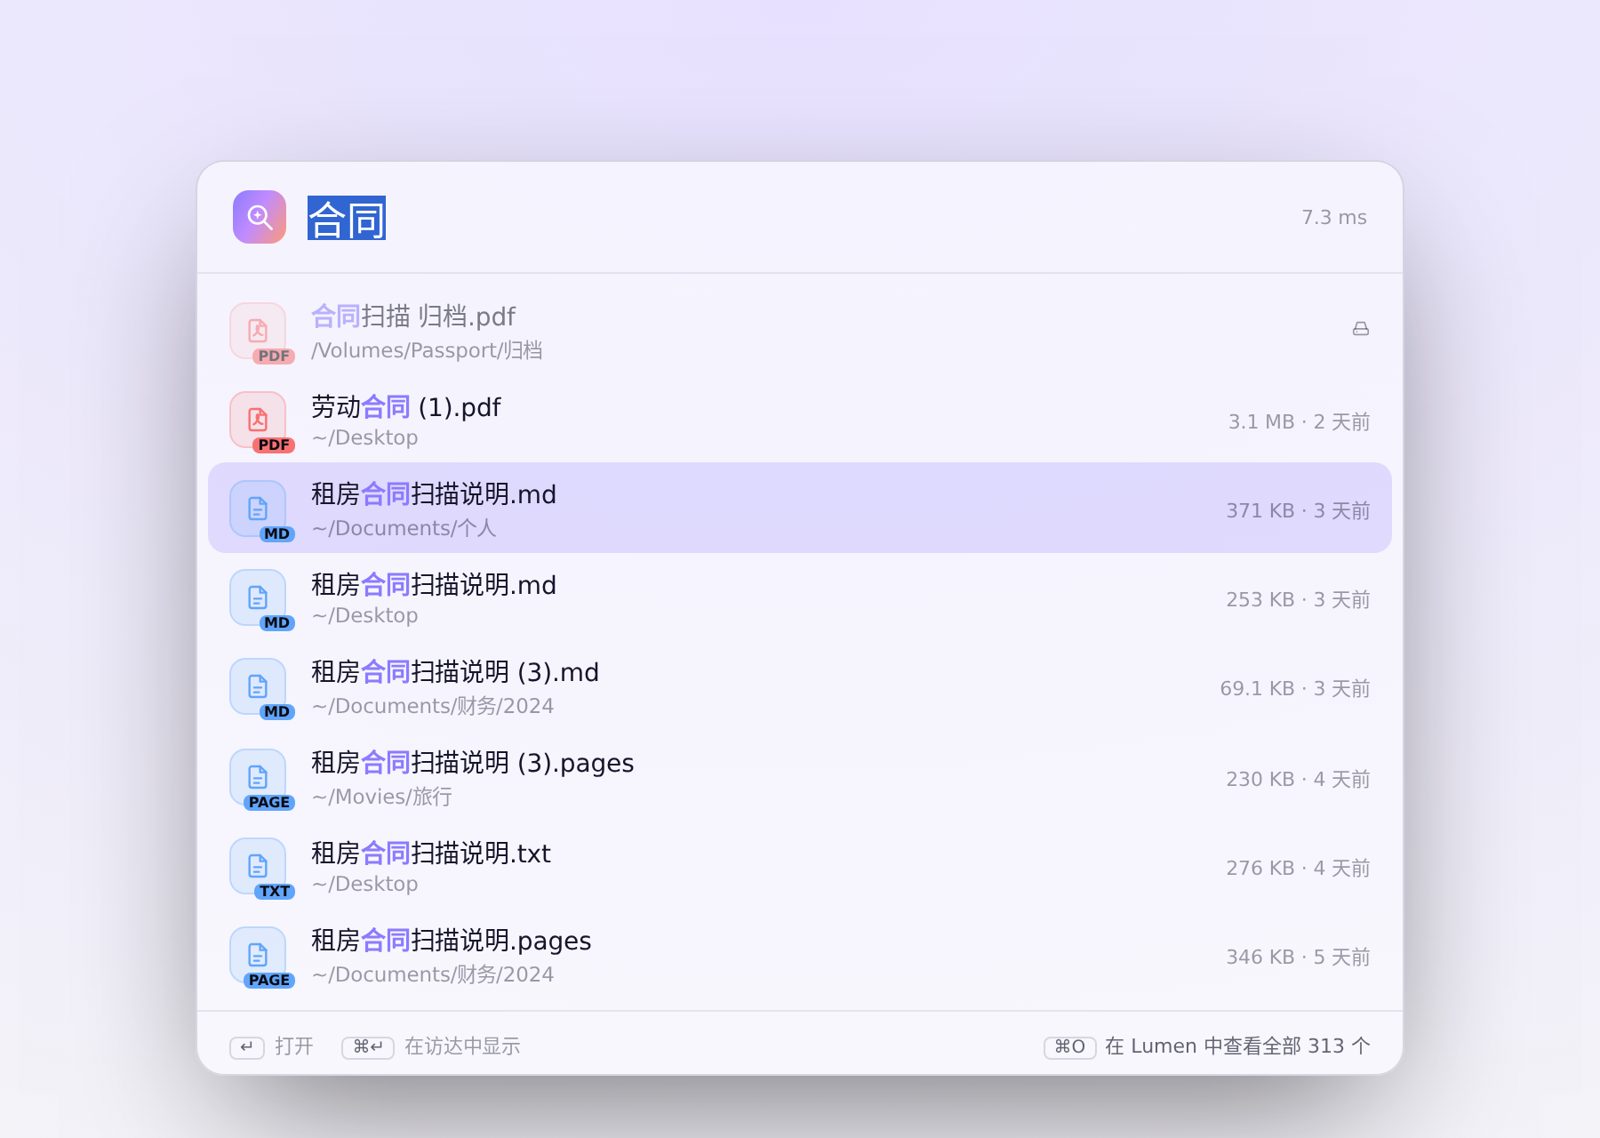 合同
7.3 ms
合同扫描 归档.pdf
/Volumes/Passport/归档
PDF
劳动合同 (1).pdf
~/Desktop
PDF
3.1 MB · 2 天前
租房合同扫描说明.md
~/Documents/个人
MD
371 KB · 3 天前
租房合同扫描说明.md
~/Desktop
MD
253 KB · 3 天前
租房合同扫描说明 (3).md
~/Documents/财务/2024
MD
69.1 KB · 3 天前
租房合同扫描说明 (3).pages
~/Movies/旅行
PAGE
230 KB · 4 天前
租房合同扫描说明.txt
~/Desktop
TXT
276 KB · 4 天前
租房合同扫描说明.pages
~/Documents/财务/2024
PAGE
346 KB · 5 天前
↵ 打开 ⌘↵ 在访达中显示
⌘O 在 Lumen 中查看全部 313 个